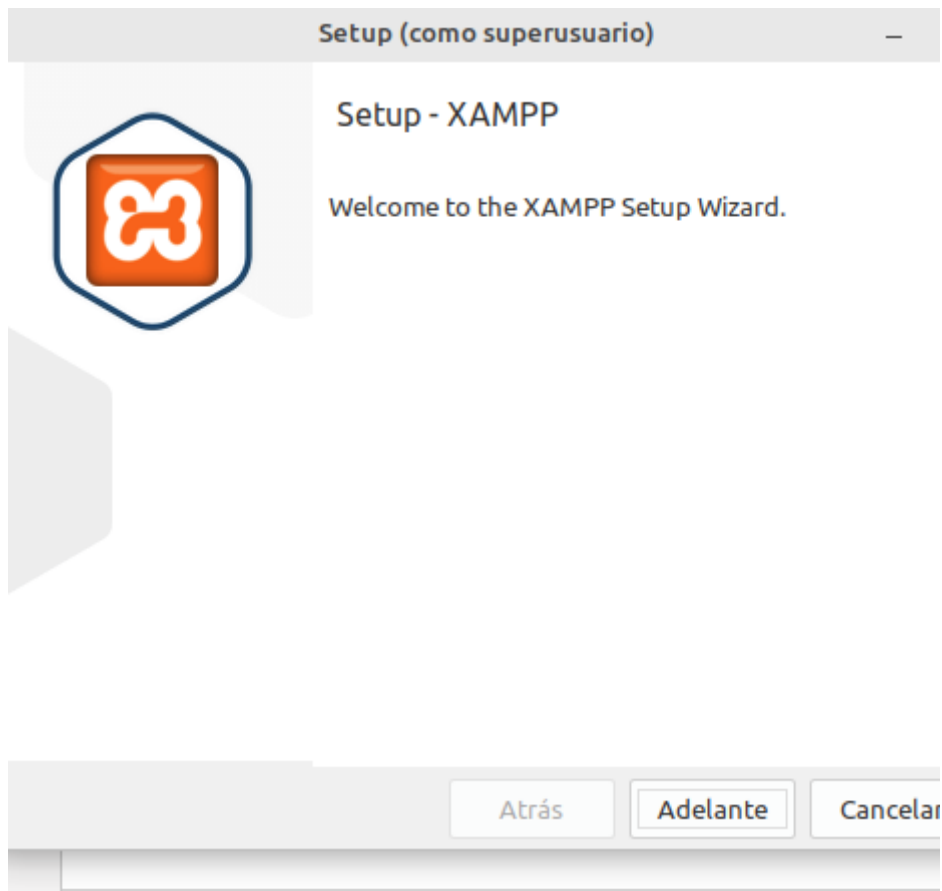 Setup (como superusuario)
Setup - XAMPP
Welcome to the XAMPP Setup Wizard.
Atrás Adelante Cancelar